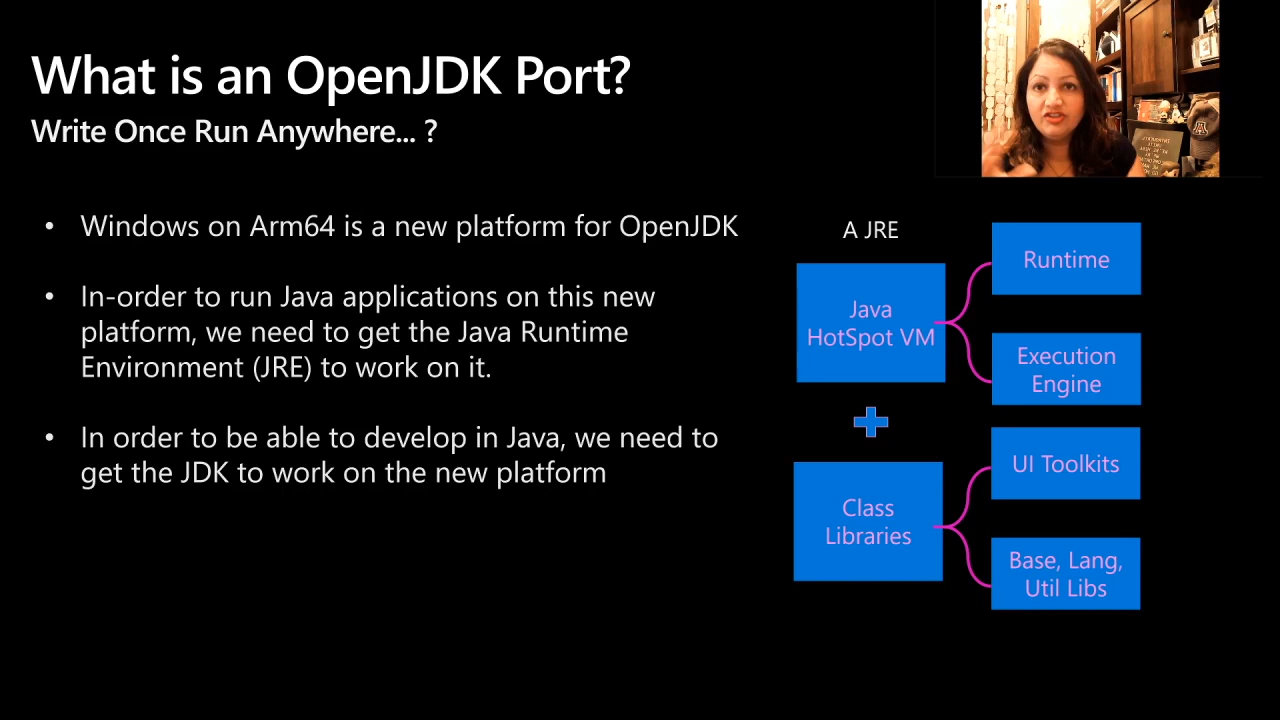 What is an OpenJDK Port?
Write Once Run Anywhere... ?
• Windows on Arm64 is a new platform for OpenJDK
• In-order to run Java applications on this new
platform, we need to get the Java Runtime
Environment (JRE) to work on it.
• In order to be able to develop in Java, we need to
get the JDK to work on the new platform
A JRE
Java
HotSpot VM
Runtime
Execution
Engine
Class
Libraries
UI Toolkits
Base, Lang,
Util Libs